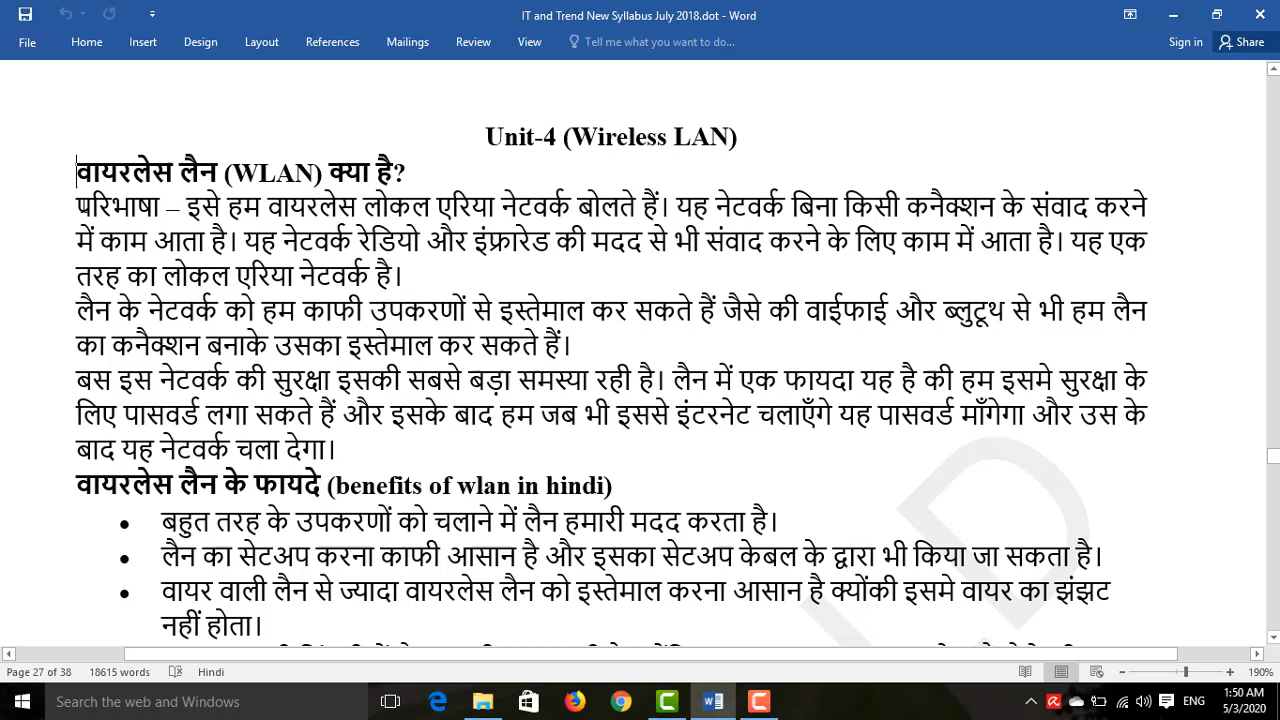 IT and Trend New Syllabus July 2018.dot - Word
File Home Insert Design Layout References Mailings Review View Tell me what you want to do... Sign in Share
Unit-4 (Wireless LAN)
वायरलेस लैन (WLAN) क्या है?
परिभाषा – इसे हम वायरलेस लोकल एरिया नेटवर्क बोलते हैं। यह नेटवर्क बिना किसी कनैक्शन के संवाद करने
में काम आता है। यह नेटवर्क रेडियो और इंफ्रारेड की मदद से भी संवाद करने के लिए काम में आता है। यह एक
तरह का लोकल एरिया नेटवर्क है।
लैन के नेटवर्क को हम काफी उपकरणों से इस्तेमाल कर सकते हैं जैसे की वाईफाई और ब्लुटूथ से भी हम लैन
का कनैक्शन बनाके उसका इस्तेमाल कर सकते हैं।
बस इस नेटवर्क की सुरक्षा इसकी सबसे बड़ा समस्या रही है। लैन में एक फायदा यह है की हम इसमे सुरक्षा के
लिए पासवर्ड लगा सकते हैं और इसके बाद हम जब भी इससे इंटरनेट चलाएँगे यह पासवर्ड माँगेगा और उस के
बाद यह नेटवर्क चला देगा।
वायरलेस लैन के फायदे (benefits of wlan in hindi)
• बहुत तरह के उपकरणों को चलाने में लैन हमारी मदद करता है।
• लैन का सेटअप करना काफी आसान है और इसका सेटअप केबल के द्वारा भी किया जा सकता है।
• वायर वाली लैन से ज्यादा वायरलेस लैन को इस्तेमाल करना आसान है क्योंकी इसमे वायर का झंझट
नहीं होता।
Page 27 of 38 18615 words Hindi 190%
Search the web and Windows ENG 1:50 AM
5/3/2020